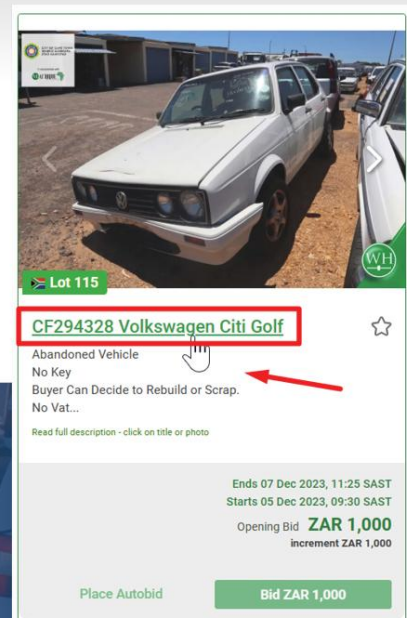 WH
Lot 115
CF294328 Volkswagen Citi Golf
Abandoned Vehicle
No Key
Buyer Can Decide to Rebuild or Scrap.
No Vat...
Read full description - click on title or photo
Ends 07 Dec 2023, 11:25 SAST
Starts 05 Dec 2023, 09:30 SAST
Opening Bid ZAR 1,000
increment ZAR 1,000
Place Autobid
Bid ZAR 1,000